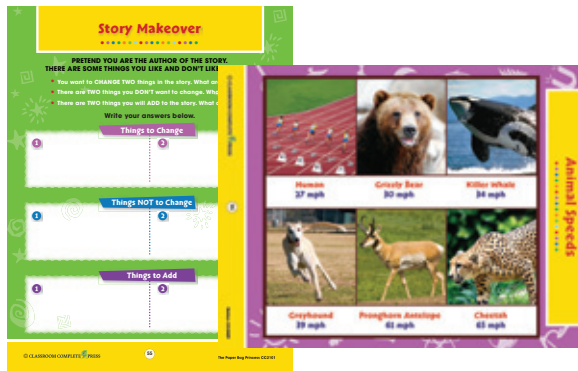 Story Makeover
PRETEND YOU ARE THE AUTHOR OF THE STORY.
THERE ARE SOME THINGS YOU LIKE AND DON'T LIKE
• You want to CHANGE TWO things in the story. What
• There are TWO things you DON'T want to change.
• There are TWO things you will ADD to the story. What
Write your answers below.
Things to Change
1 2
Things NOT to Change
1 2
Things to Add
1 2
© CLASSROOM COMPLETE PRESS
55
The Paper Bag Princess CC2101
Animal Speeds
Human
27 mph
Grizzly Bear
30 mph
Killer Whale
34 mph
Greyhound
39 mph
Pronghorn Antelope
61 mph
Cheetah
65 mph